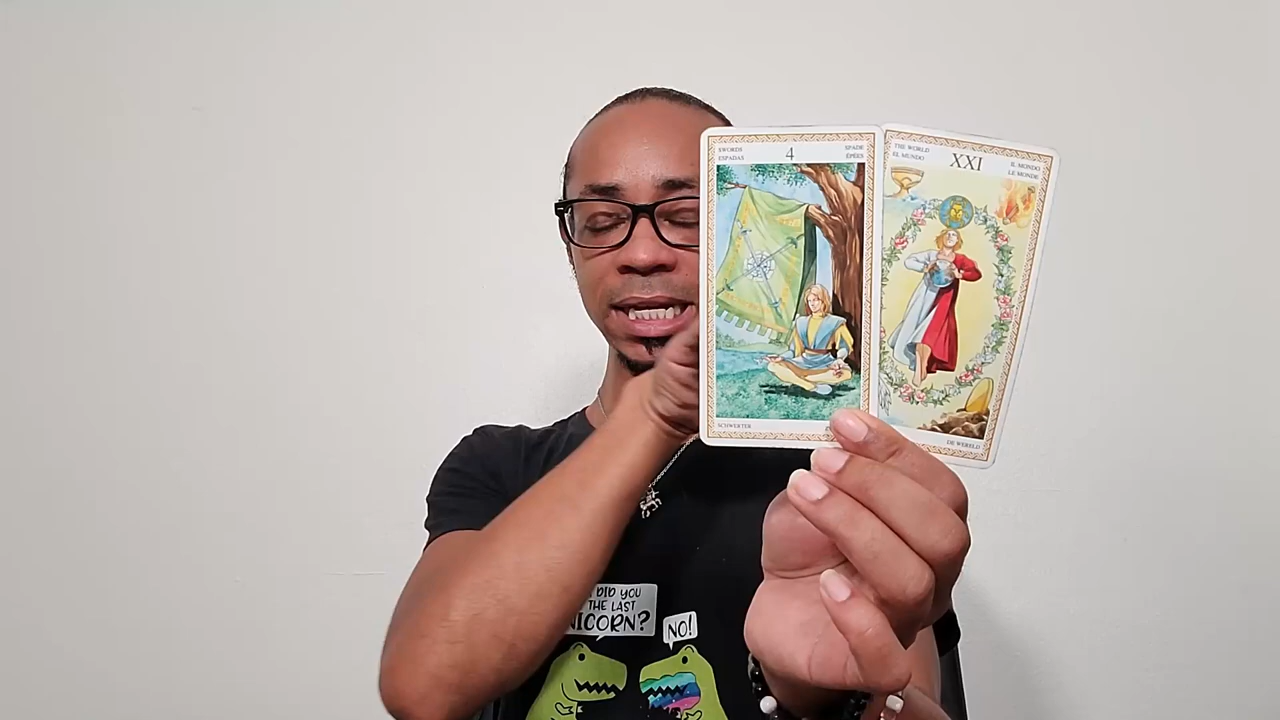 SWORDS
ESPADAS
4
SPADE
ÉPÉES
SCHWERTER
THE WORLD
EL MUNDO
XXI
IL MONDO
LE MONDE
DE WERELD
DID YOU
THE LAST
NICORN?
NO!